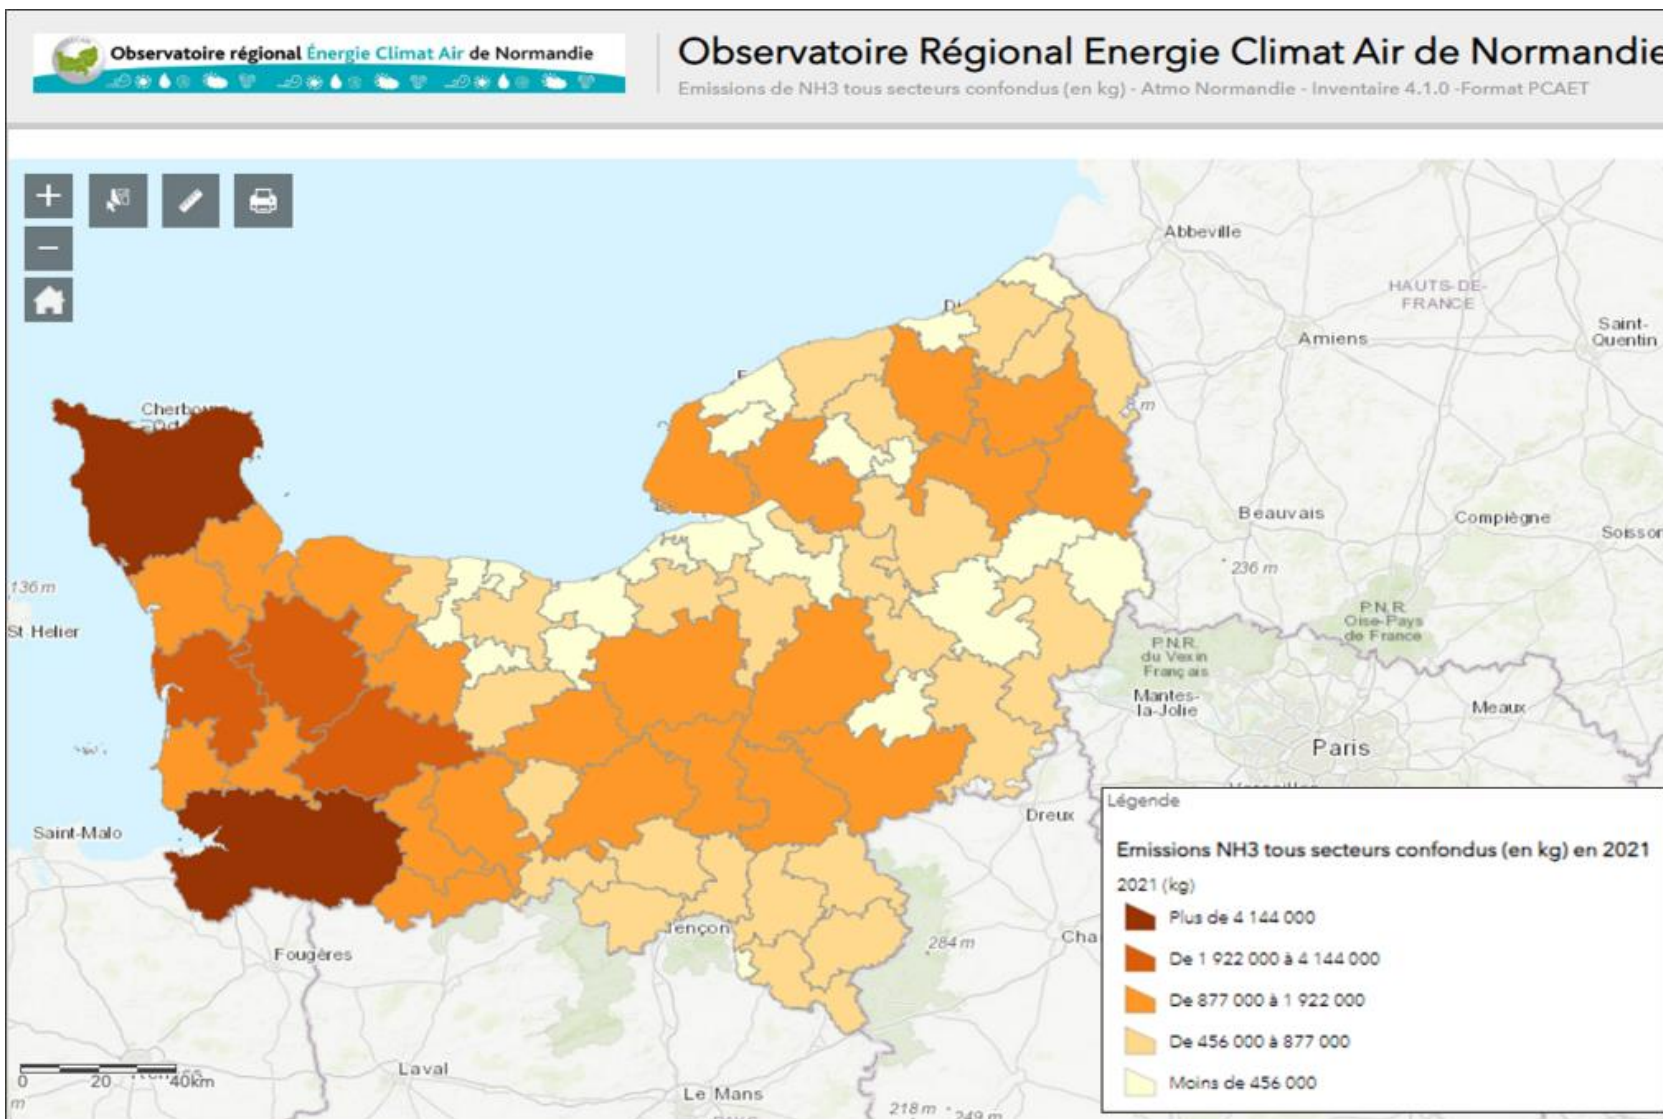 Observatoire régional Énergie Climat Air de Normandie
Observatoire Régional Energie Climat Air de Normandie
Emissions de NH3 tous secteurs confondus (en kg) - Atmo Normandie - Inventaire 4.1.0 -Format PCAET
Abbeville
HAUTS-DE-
FRANCE
Saint-
Quentin
Amiens
Beauvais
Compiègne
236 m
136 m
St Helier
P.N.R.
Oise-Pays
de France
P.N.R.
du Vexin
Français
Mantes-
la-Jolie
Meaux
Paris
Dreux
Saint-Malo
284 m
Fougères
Laval
Le Mans
218 m
249 m
0 20 40km
Légende
Emissions NH3 tous secteurs confondus (en kg) en 2021
2021 (kg)
Plus de 4 144 000
De 1 922 000 à 4 144 000
De 877 000 à 1 922 000
De 456 000 à 877 000
Moins de 456 000